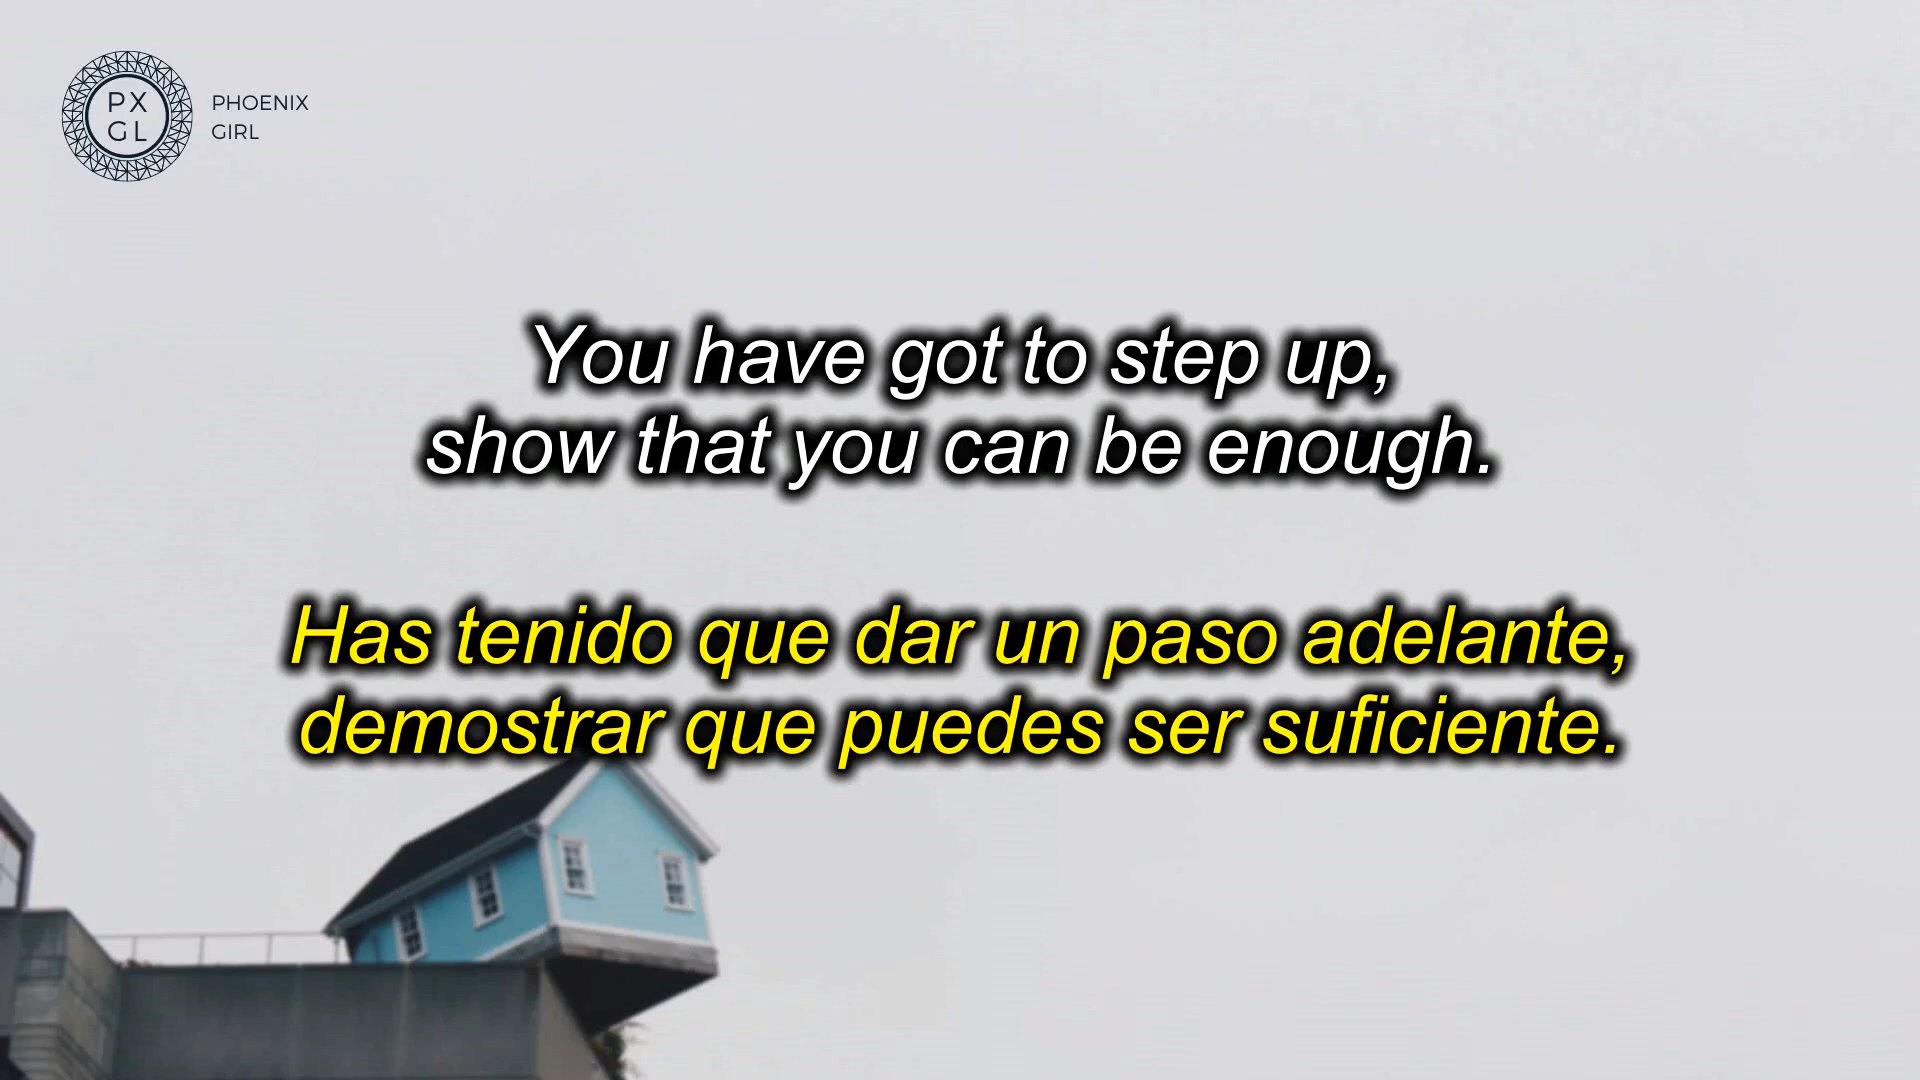 PX
GL
PHOENIX
GIRL
You have got to step up,
show that you can be enough.
Has tenido que dar un paso adelante,
demostrar que puedes ser suficiente.